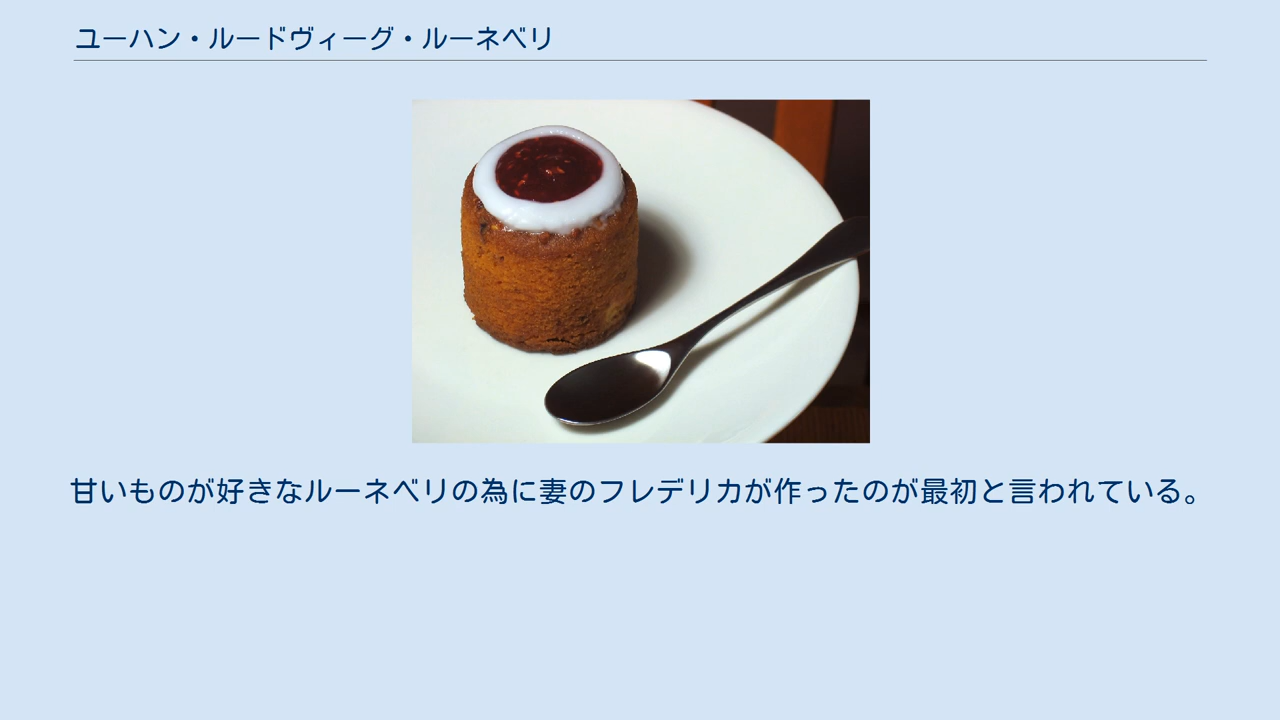 ユーハン・ルードヴィーグ・ルーネベリ
甘いものが好きなルーネベリの為に妻のフレデリカが作ったのが最初と言われている。